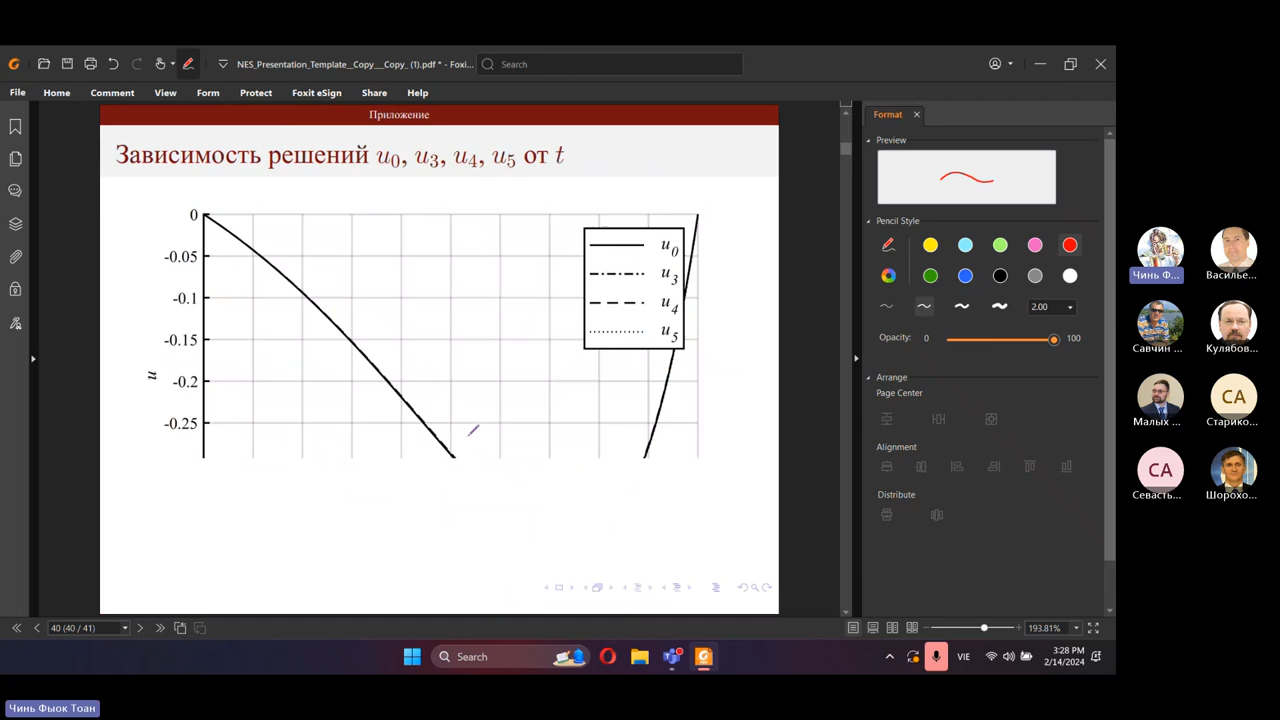 NES_Presentation_Template__Copy__Copy_ (1).pdf * - Foxi...
Search
File Home Comment View Form Protect Foxit eSign Share Help
Приложение
Зависимость решений u₀, u₃, u₄, u₅ от t
0
-0.05
-0.1
-0.15
-0.2
-0.25
u
u₀
u₃
u₄
u₅
Format
Preview
Pencil Style
2.00
Opacity: 0 100
Arrange
Page Center
Alignment
Distribute
Чинь Ф...
Василье...
Савчин ...
Кулябов...
Малых ...
СА
Старико...
СА
Севасть...
Шорохо...
40 (40 / 41)
193.81%
Search
VIE
3:28 PM
2/14/2024
Чинь Фыок Тоан